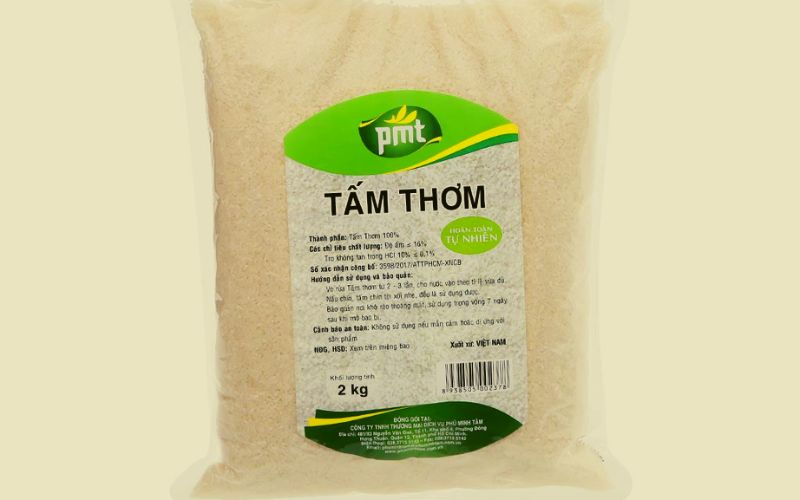 pmt
TẤM THƠM
Thành phần: Tấm Thơm 100%
HOÀN TOÀN
TỰ NHIÊN
Các chỉ tiêu chất lượng: Độ ẩm ≤ 16%
Tro không tan trong HCl 10% ≤ 0,1%
Số xác nhận công bố: 3598/2017/ATTPHCM-XNCB
Hướng dẫn sử dụng và bảo quản:
Vo rửa Tấm thơm từ 2 - 3 lần, cho nước vào theo tỉ lệ vừa đủ.
Nấu chín, tấm chín tới xới nhẹ, đều là sử dụng được.
Bảo quản nơi khô ráo thoáng mát, sử dụng trong vòng 7 ngày
sau khi mở bao bì.
Cảnh báo an toàn: Không sử dụng nếu mẫn cảm hoặc dị ứng với
sản phẩm
NĐG, HSD: Xem trên miệng bao
Xuất xứ: VIỆT NAM
Khối lượng tịnh
2 kg
8 938505 002378
ĐÓNG GÓI TẠI:
CÔNG TY TNHH THƯƠNG MẠI DỊCH VỤ PHÚ MINH TÂM